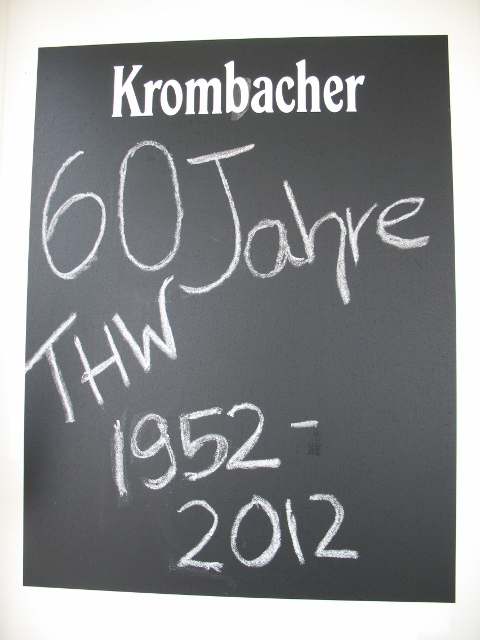 Krombacher
60 Jahre
THW
1952 -
2012